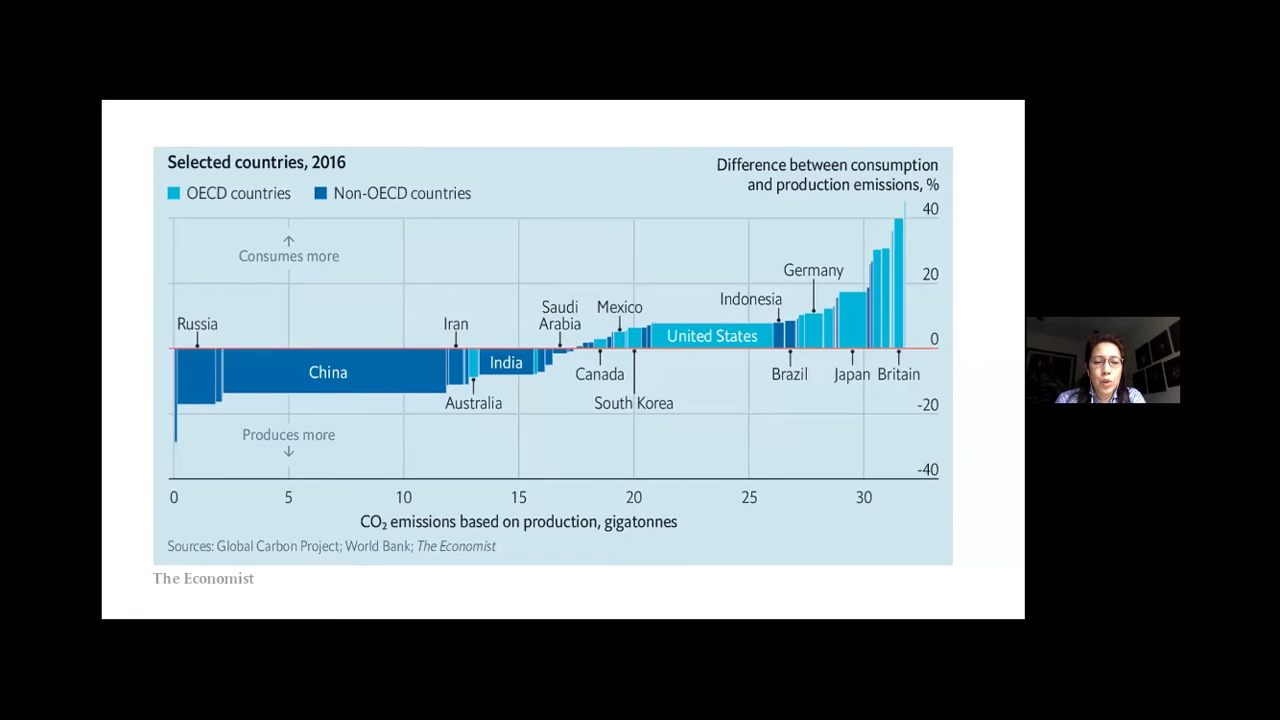 Selected countries, 2016
Difference between consumption
and production emissions, %
OECD countries
Non-OECD countries
40
Consumes more
Germany
20
Indonesia
Saudi
Arabia
Mexico
Russia
Iran
United States
0
China
India
Canada
Brazil
Japan
Britain
Australia
South Korea
-20
Produces more
-40
0 5 10 15 20 25 30
CO₂ emissions based on production, gigatonnes
Sources: Global Carbon Project; World Bank; The Economist
The Economist